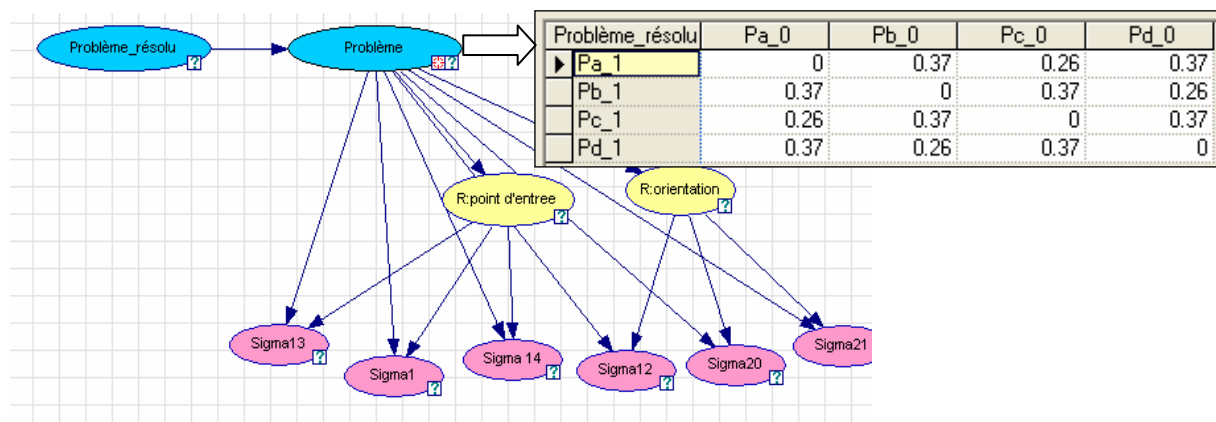 Problème_résolu
Problème
Problème_résolu Pa_0 Pb_0 Pc_0 Pd_0
Pa_1 0 0.37 0.26 0.37
Pb_1 0.37 0 0.37 0.26
Pc_1 0.26 0.37 0 0.37
Pd_1 0.37 0.26 0.37 0
R:point d'entree
R:orientation
Sigma13
Sigma1
Sigma 14
Sigma12
Sigma20
Sigma21